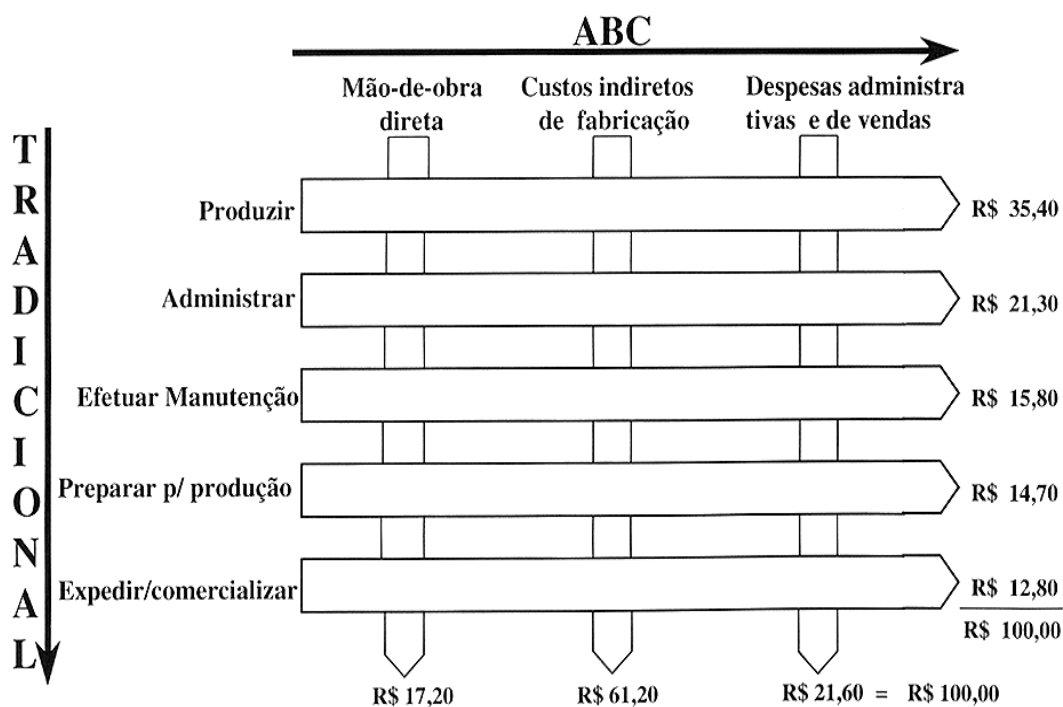 ABC
Mão-de-obra
direta
Custos indiretos
de fabricação
Despesas administra
tivas e de vendas
TRADICIONAL
Produzir
R$ 35,40
Administrar
R$ 21,30
Efetuar Manutenção
R$ 15,80
Preparar p/ produção
R$ 14,70
Expedir/comercializar
R$ 12,80
R$ 100,00
R$ 17,20
R$ 61,20
R$ 21,60 = R$ 100,00